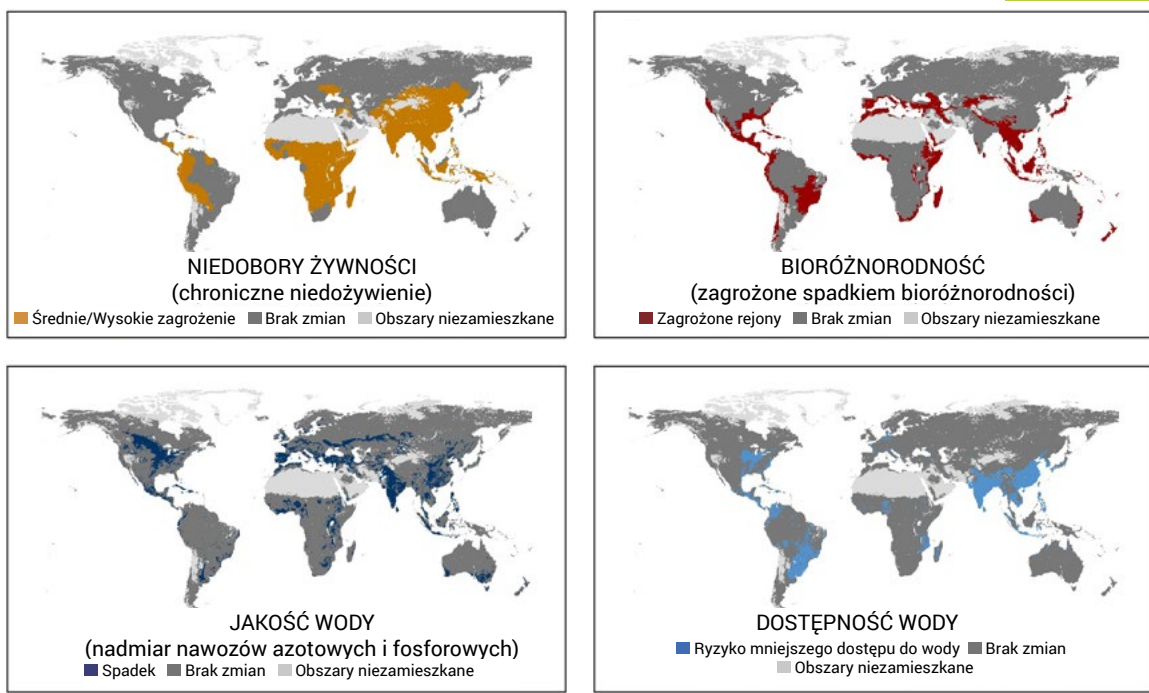 NIEDOBORY ŻYWNOŚCI
(chroniczne niedożywienie)
Średnie/Wysokie zagrożenie Brak zmian Obszary niezamieszkane
BIORÓŻNORODNOŚĆ
(zagrożone spadkiem bioróżnorodności)
Zagrożone rejony Brak zmian Obszary niezamieszkane
JAKOŚĆ WODY
(nadmiar nawozów azotowych i fosforowych)
Spadek Brak zmian Obszary niezamieszkane
DOSTĘPNOŚĆ WODY
Ryzyko mniejszego dostępu do wody Brak zmian
Obszary niezamieszkane